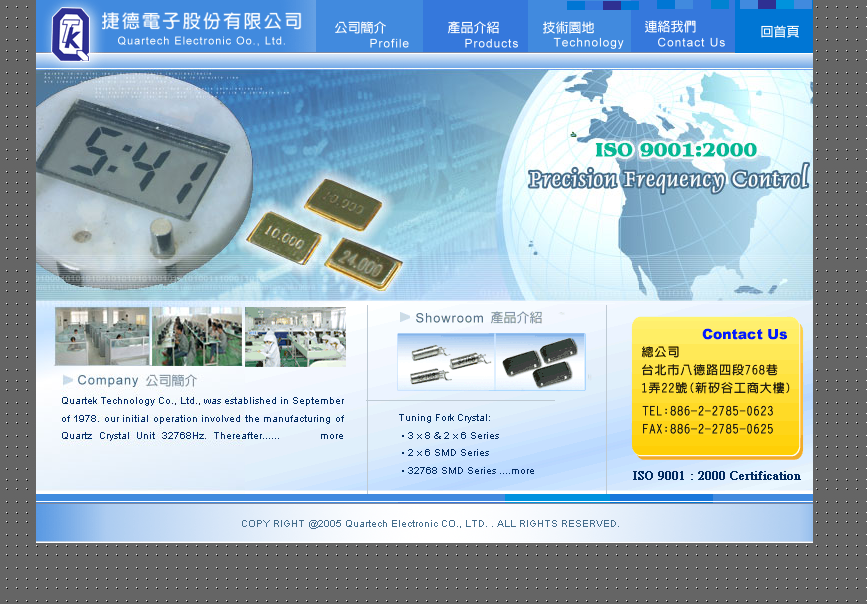 捷德電子股份有限公司
Quartech Electronic Oo., Ltd.
公司簡介
Profile
產品介紹
Products
技術園地
Technology
連絡我們
Contact Us
回首頁
5:41
ISO 9001:2000
Precision Frequency Control
10.000
10.000
24.000
Company 公司簡介
Quartek Technology Co., Ltd., was established in September
of 1978. our initial operation involved the manufacturing of
Quartz Crystal Unit 32768Hz. Thereafter...... more
Showroom 產品介紹
Tuning Fork Crystal:
‧3 x 8 & 2 x 6 Series
‧2 x 6 SMD Series
‧32768 SMD Series ....more
Contact Us
總公司
台北市八德路四段768巷
1弄22號(新矽谷工商大樓)
TEL:886-2-2785-0623
FAX:886-2-2785-0625
ISO 9001 : 2000 Certification
COPY RIGHT @2005 Quartech Electronic CO., LTD. . ALL RIGHTS RESERVED.